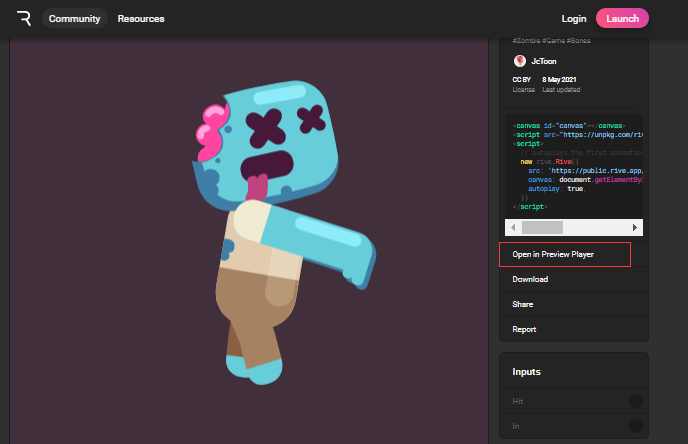 Community Resources Login Launch
#Zombie #Game #Bones
JcToon
CC BY 8 May 2021
License Last updated
<canvas id="canvas"></canvas>
<script src="https://unpkg.com/riv
<script>
// autoplays the first animation
new rive.Rive({
src: 'https://public.rive.app/
canvas: document.getElementBy
autoplay: true,
})
</script>
Open in Preview Player
Download
Share
Report
Inputs
Hit
In